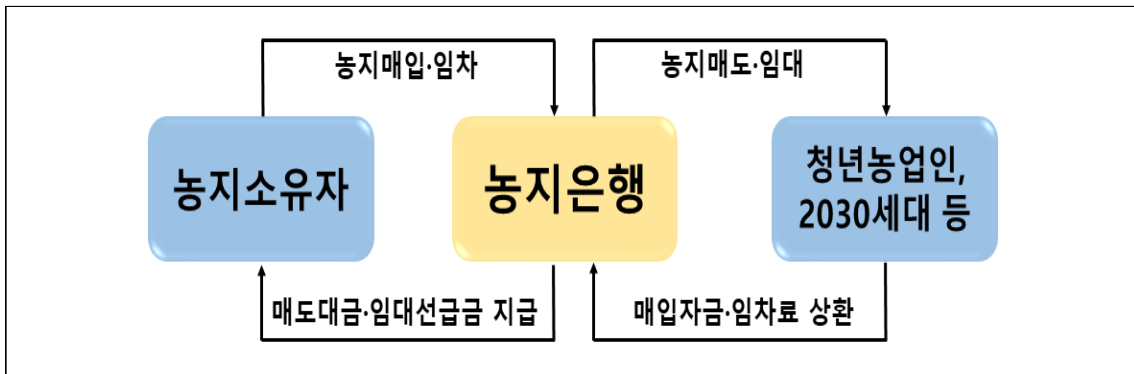 농지매입·임차
농지매도·임대
농지소유자
농지은행
청년농업인,
2030세대 등
매도대금·임대선급금 지급
매입자금·임차료 상환